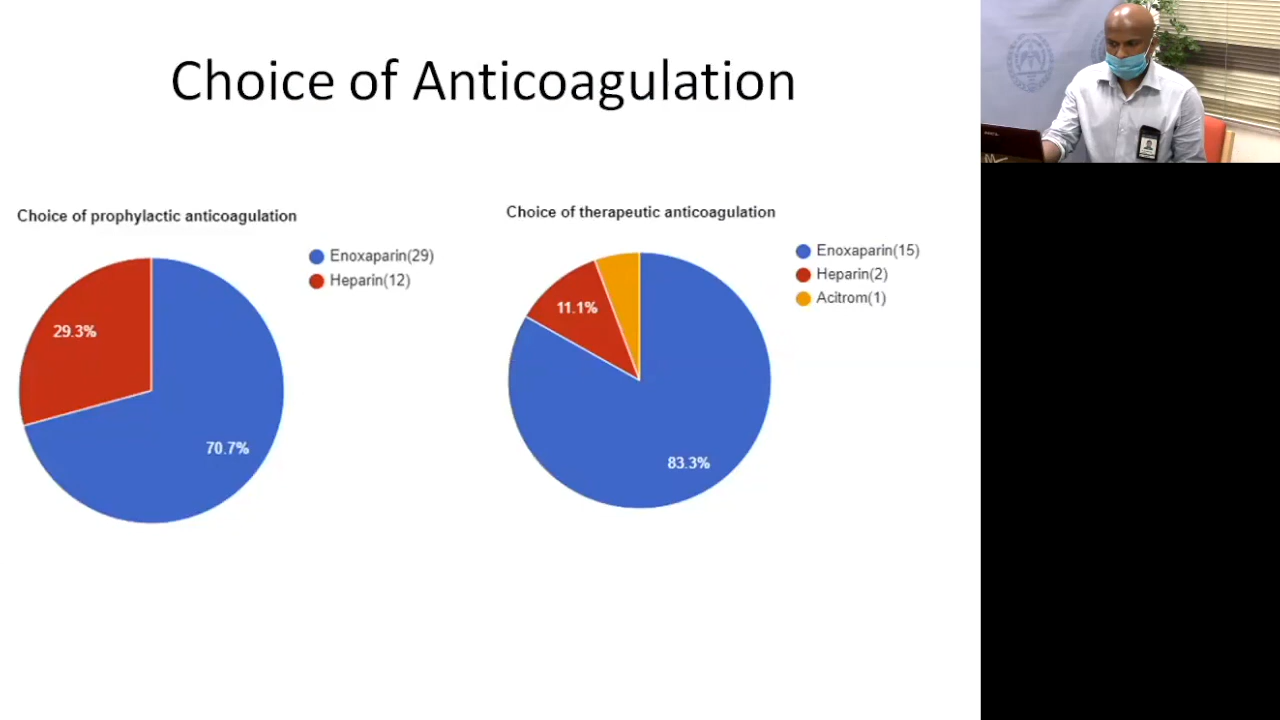 Choice of Anticoagulation
Choice of prophylactic anticoagulation
Enoxaparin(29)
Heparin(12)
29.3%
70.7%
Choice of therapeutic anticoagulation
Enoxaparin(15)
Heparin(2)
Acitrom(1)
11.1%
83.3%